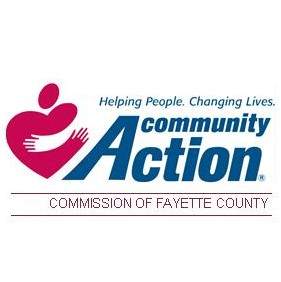 Helping People. Changing Lives.
community
Action®
COMMISSION OF FAYETTE COUNTY